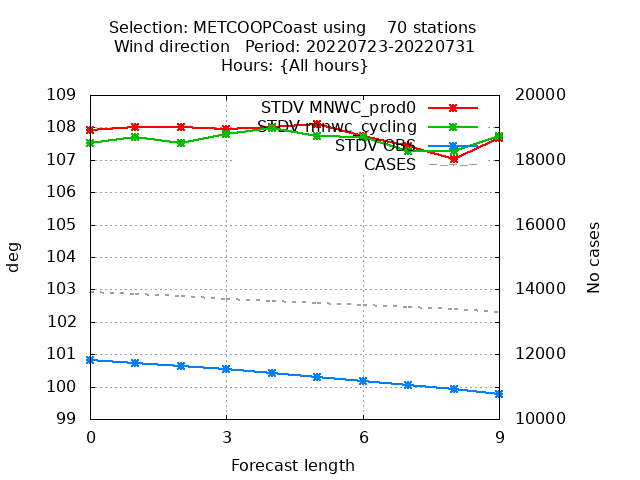 Selection: METCOOPCoast using    70 stations
Wind direction   Period: 20220723-20220731
Hours: {All hours}
109
108
107
106
105
104
103
102
101
100
99
20000
18000
16000
14000
12000
10000
STDV MNWC_prod0
STDV mnwc_cycling
STDV OBS
CASES
deg
No cases
0
3
6
9
Forecast length